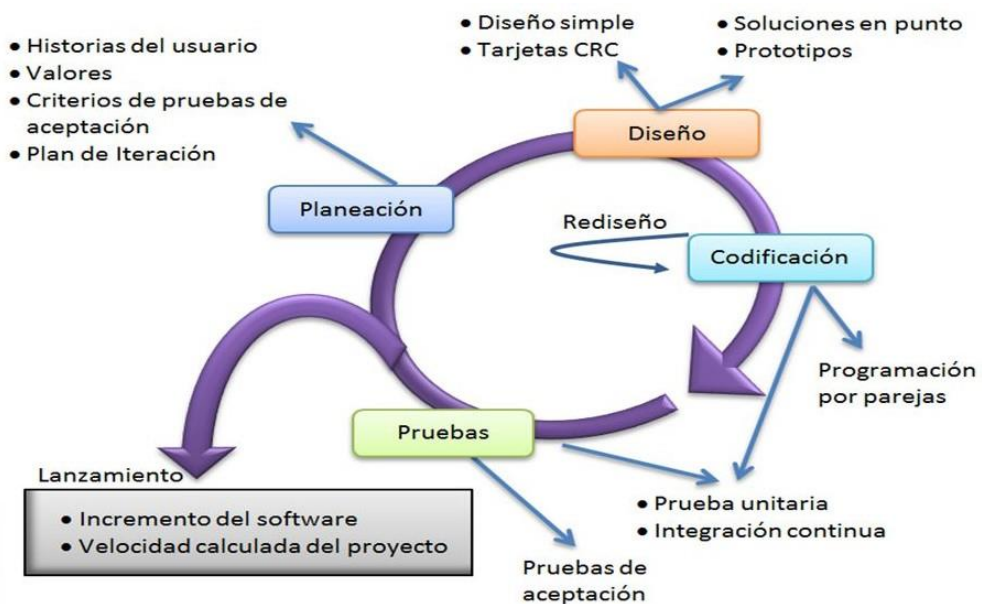 • Historias del usuario
• Valores
• Criterios de pruebas de
aceptación
• Plan de Iteración
• Diseño simple
• Tarjetas CRC
• Soluciones en punto
• Prototipos
Diseño
Planeación
Rediseño
Codificación
Programación
por parejas
Pruebas
Lanzamiento
• Incremento del software
• Velocidad calculada del proyecto
• Prueba unitaria
• Integración continua
Pruebas de
aceptación